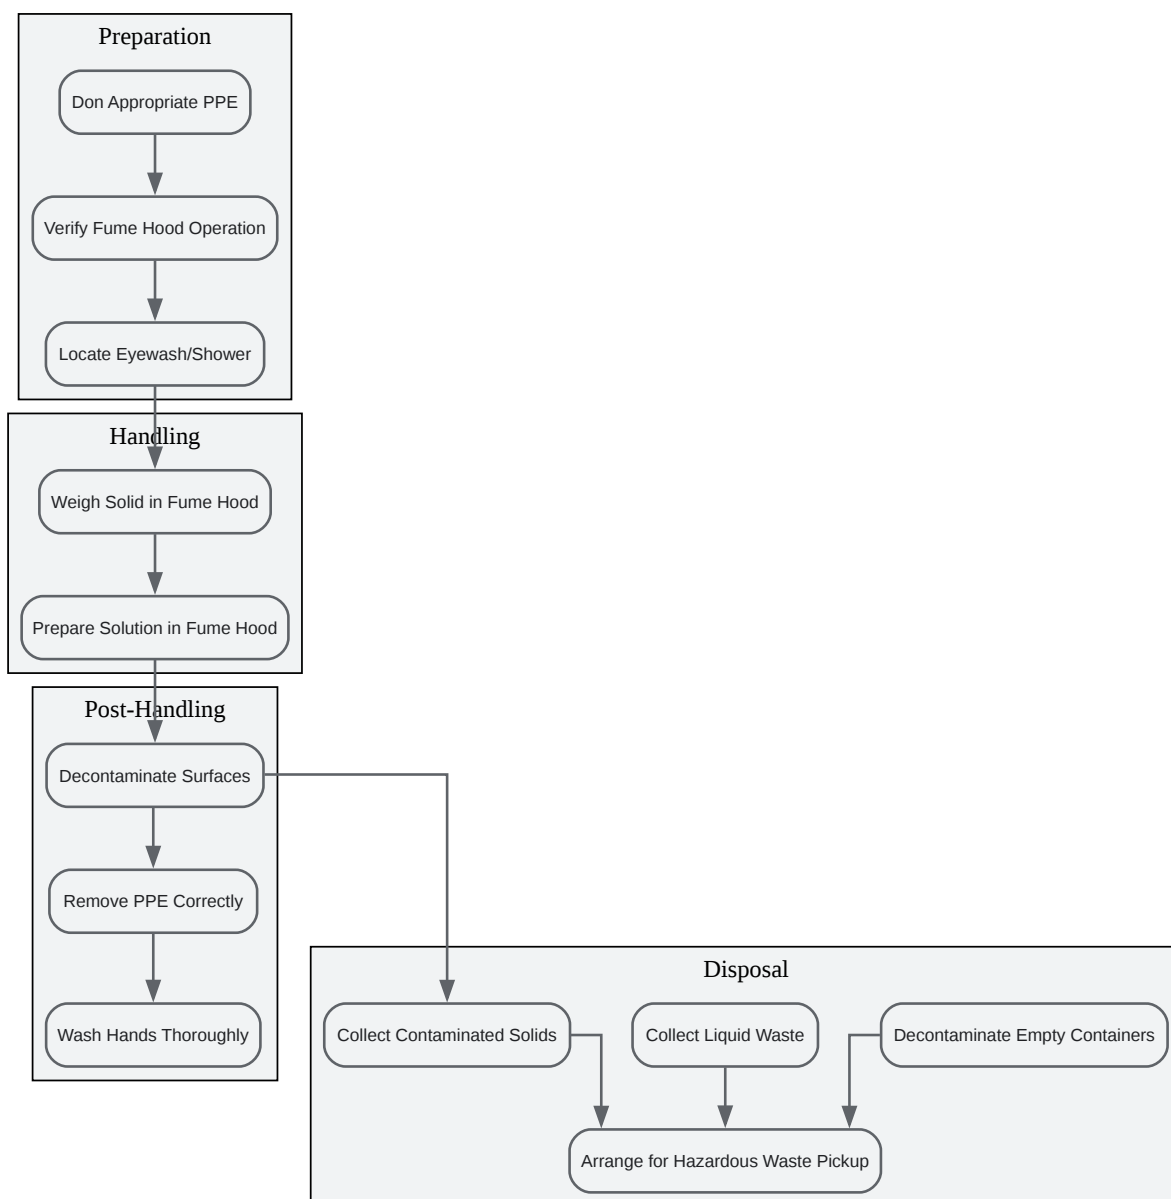 Preparation
Don Appropriate PPE
Verify Fume Hood Operation
Locate Eyewash/Shower
Handling
Weigh Solid in Fume Hood
Prepare Solution in Fume Hood
Post-Handling
Decontaminate Surfaces
Remove PPE Correctly
Wash Hands Thoroughly
Disposal
Collect Contaminated Solids
Collect Liquid Waste
Decontaminate Empty Containers
Arrange for Hazardous Waste Pickup